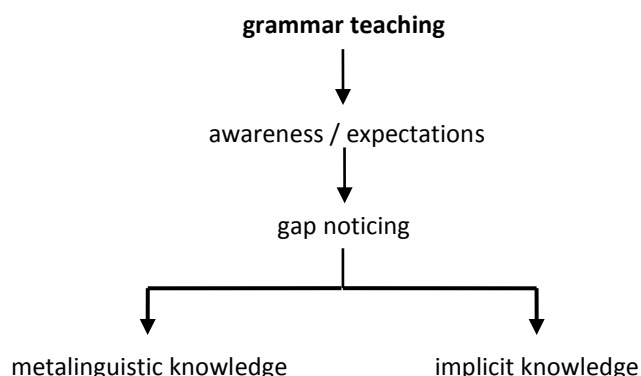 grammar teaching
awareness / expectations
gap noticing
metalinguistic knowledge
implicit knowledge